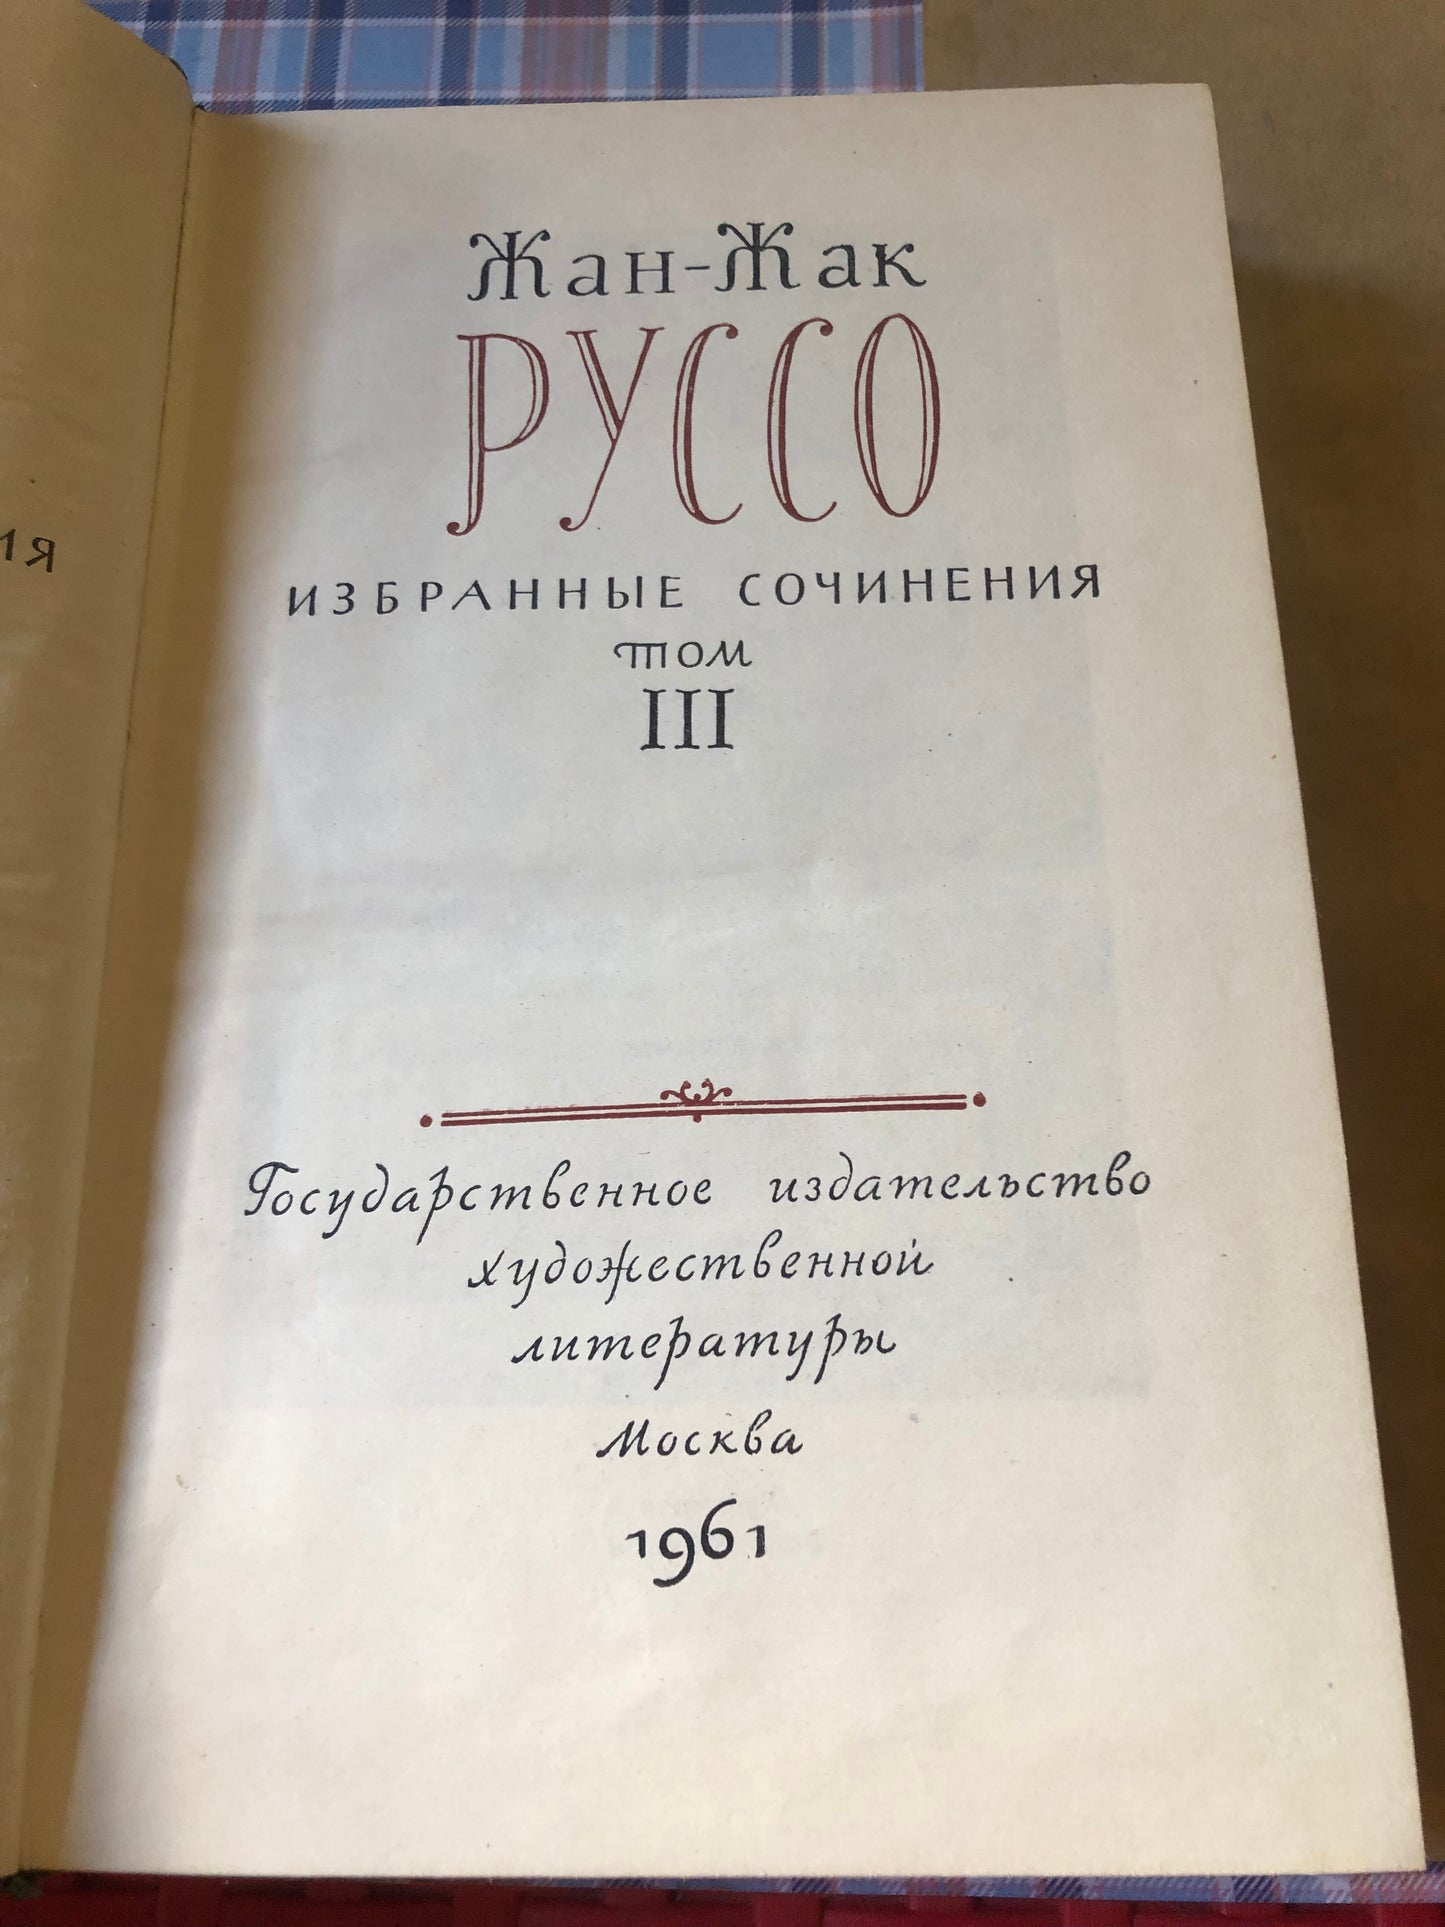 Жан-Жак
РУССО
ИЗБРАННЫЕ СОЧИНЕНИЯ
том
III
Государственное издательство
художественной
литературы
Москва
1961